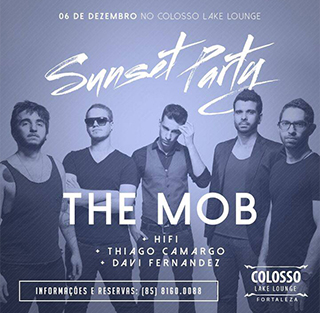 06 DE DEZEMBRO NO COLOSSO LAKE LOUNGE
Sunset Party
THE MOB
+ HIFI
+ THIAGO CAMARGO
+ DAVI FERNANDEZ
COLOSSO
LAKE LOUNGE
FORTALEZA
INFORMAÇÕES E RESERVAS: (85) 8160.0088